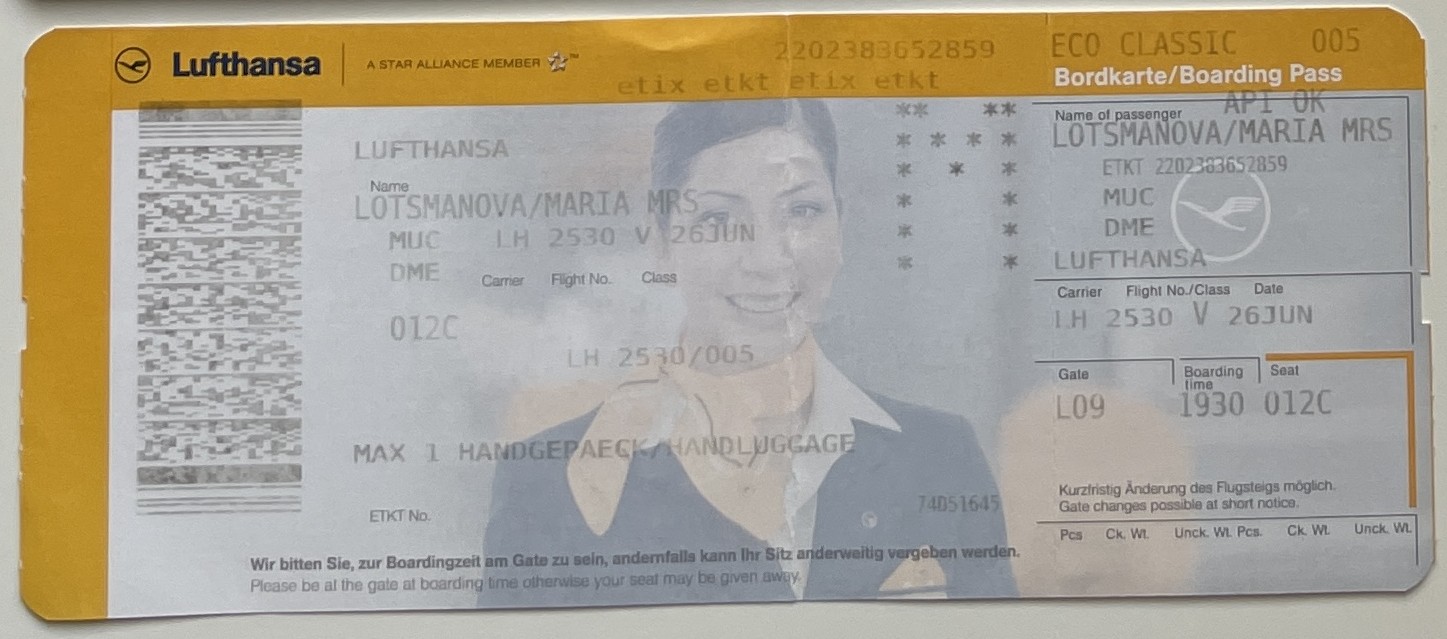 Lufthansa
A STAR ALLIANCE MEMBER ™
2202383652859
etix etkt etix etkt
** **
* * * *
* * *
* *
* *
* *
LUFTHANSA
Name
LOTSMANOVA/MARIA MRS
MUC LH 2530 V 26JUN
DME Carrier Flight No. Class
012C
LH 2530/005
MAX 1 HANDGEPAECK/HANDLUGGAGE
74051645
ETKT No.
Wir bitten Sie, zur Boardingzeit am Gate zu sein, andernfalls kann Ihr Sitz anderweitig vergeben werden.
Please be at the gate at boarding time otherwise your seat may be given away.
ECO CLASSIC 005
Bordkarte/Boarding Pass
API OK
Name of passenger
LOTSMANOVA/MARIA MRS
ETKT 2202383652859
MUC
DME
LUFTHANSA
Carrier Flight No./Class Date
LH 2530 V 26JUN
Gate Boarding time Seat
L09 1930 012C
Kurzfristig Änderung des Flugsteigs möglich.
Gate changes possible at short notice.
Pcs Ck. Wt. Unck. Wt. Pcs. Ck. Wt. Unck. Wt.